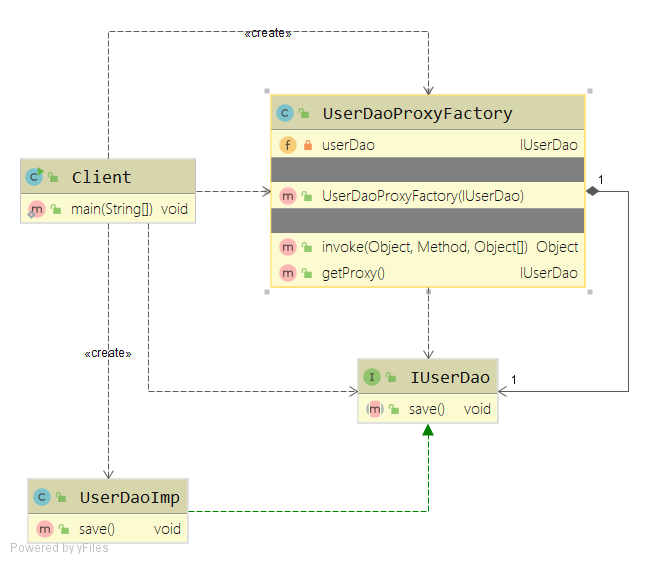 «create»
C UserDaoProxyFactory
f userDao IUserDao
1
C Client
m main(String[]) void
m UserDaoProxyFactory(IUserDao)
m invoke(Object, Method, Object[]) Object
m getProxy() IUserDao
«create»
I IUserDao
1
m save() void
C UserDaoImp
m save() void
Powered by yFiles